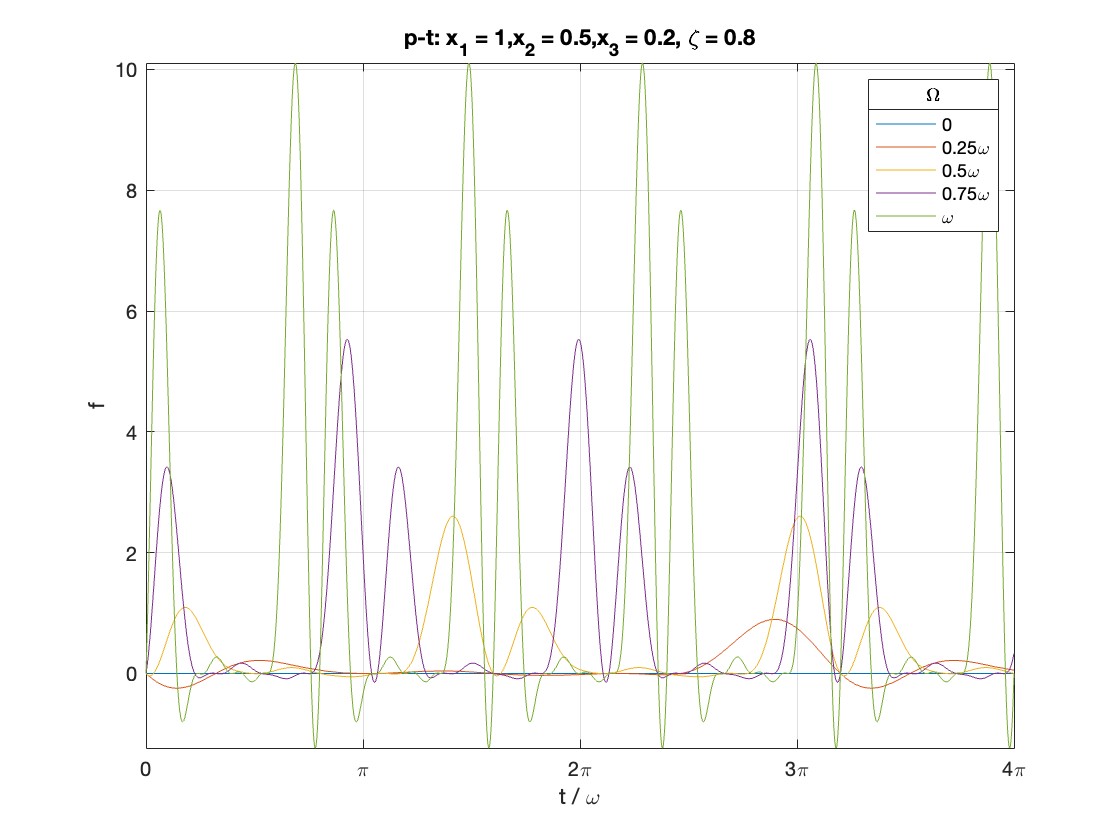 p-t: x₁ = 1,x₂ = 0.5,x₃ = 0.2, ζ = 0.8
Ω
0
0.25ω
0.5ω
0.75ω
ω
10
8
6
4
2
0
f
0
π
2π
3π
4π
t / ω